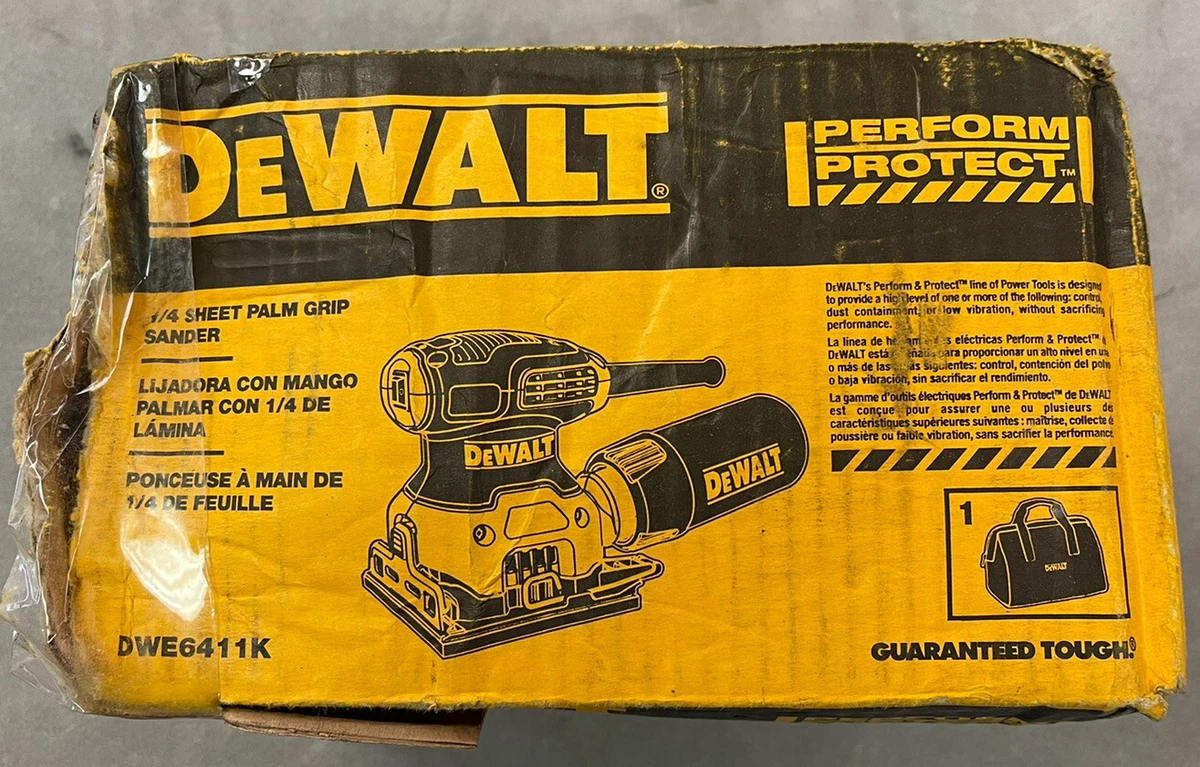 DEWALT®
PERFORM
PROTECT™
1/4 SHEET PALM GRIP
SANDER
LIJADORA CON MANGO
PALMAR CON 1/4 DE
LÁMINA
PONCEUSE À MAIN DE
1/4 DE FEUILLE
DWE6411K
DEWALT
DEWALT
DEWALT's Perform & Protect™ line of Power Tools is designed
to provide a high level of one or more of the following: control,
dust containment, or low vibration, without sacrificing
performance.
La línea de eléctricas Perform & Protect™
DEWALT está para proporcionar un alto nivel en una
o más de las siguientes: control, contención del polvo
o baja vibración, sin sacrificar el rendimiento.
La gamme d'outils électriques Perform & Protect™ de DEWALT
est conçue pour assurer une ou plusieurs des
caractéristiques supérieures suivantes : maîtrise, collecte de
poussière ou faible vibration, sans sacrifier la performance.
1
DEWALT
GUARANTEED TOUGH.®